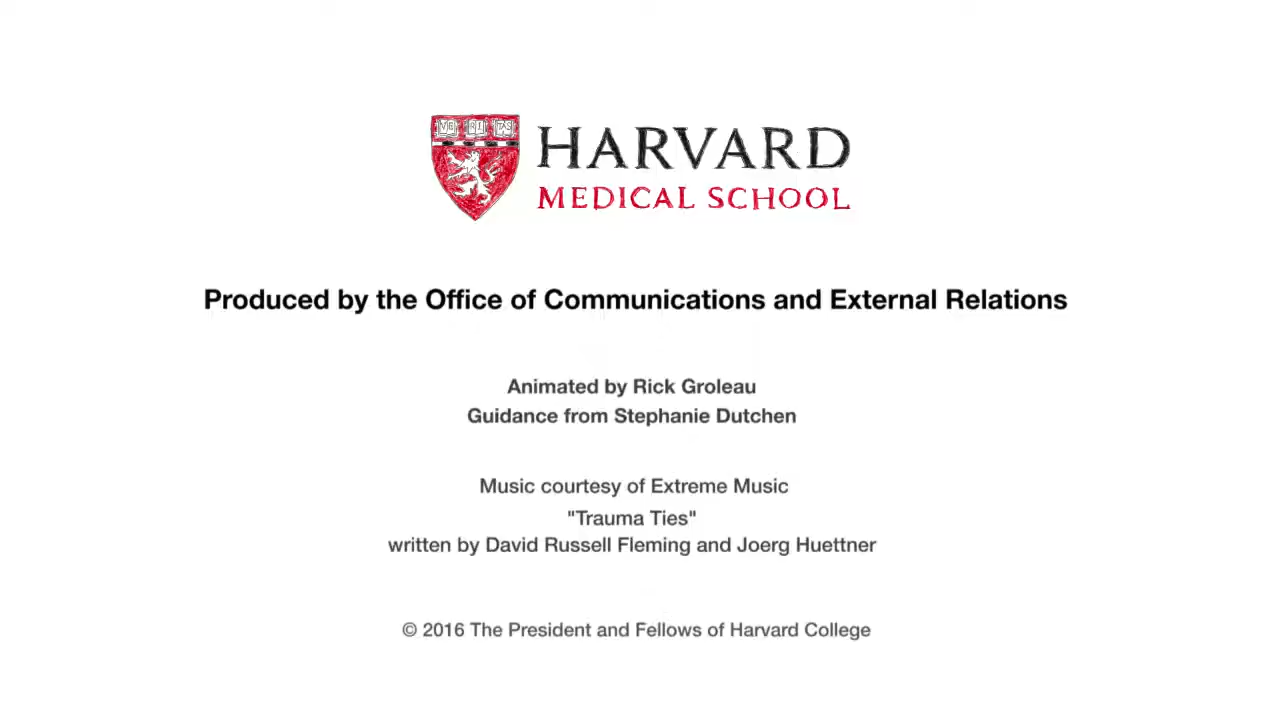 VE RI TAS
HARVARD
MEDICAL SCHOOL
Produced by the Office of Communications and External Relations
Animated by Rick Groleau
Guidance from Stephanie Dutchen
Music courtesy of Extreme Music
"Trauma Ties"
written by David Russell Fleming and Joerg Huettner
© 2016 The President and Fellows of Harvard College